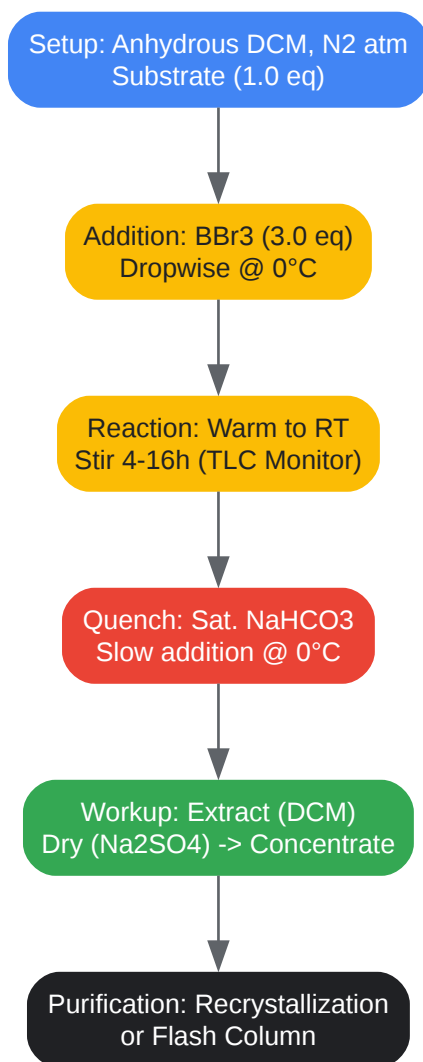 Setup: Anhydrous DCM, N2 atm
Substrate (1.0 eq)
Addition: BBr3 (3.0 eq)
Dropwise @ 0°C
Reaction: Warm to RT
Stir 4-16h (TLC Monitor)
Quench: Sat. NaHCO3
Slow addition @ 0°C
Workup: Extract (DCM)
Dry (Na2SO4) -> Concentrate
Purification: Recrystallization
or Flash Column